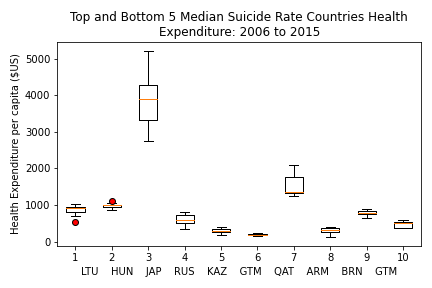 Top and Bottom 5 Median Suicide Rate Countries Health
Expenditure: 2006 to 2015
Health Expenditure per capita ($US)
5000
4000
3000
2000
1000
0
1 2 3 4 5 6 7 8 9 10
LTU HUN JAP RUS KAZ GTM QAT ARM BRN GTM